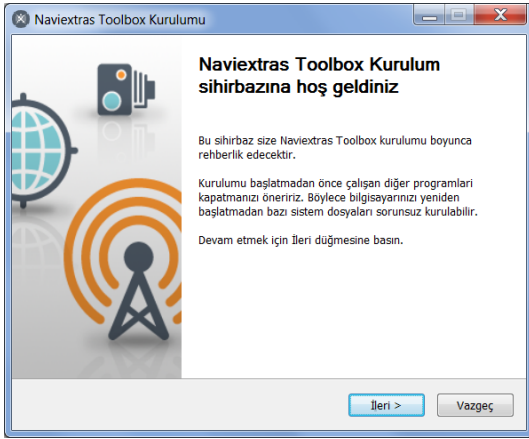 Naviextras Toolbox Kurulumu
Naviextras Toolbox Kurulum
sihirbazına hoş geldiniz
Bu sihirbaz size Naviextras Toolbox kurulumu boyunca
rehberlik edecektir.
Kurulumu başlatmadan önce çalışan diğer programlari
kapatmanızı öneririz. Böylece bilgisayarınızı yeniden
başlatmadan bazı sistem dosyaları sorunsuz kurulabilir.
Devam etmek için İleri düğmesine basın.
İleri >
Vazgeç